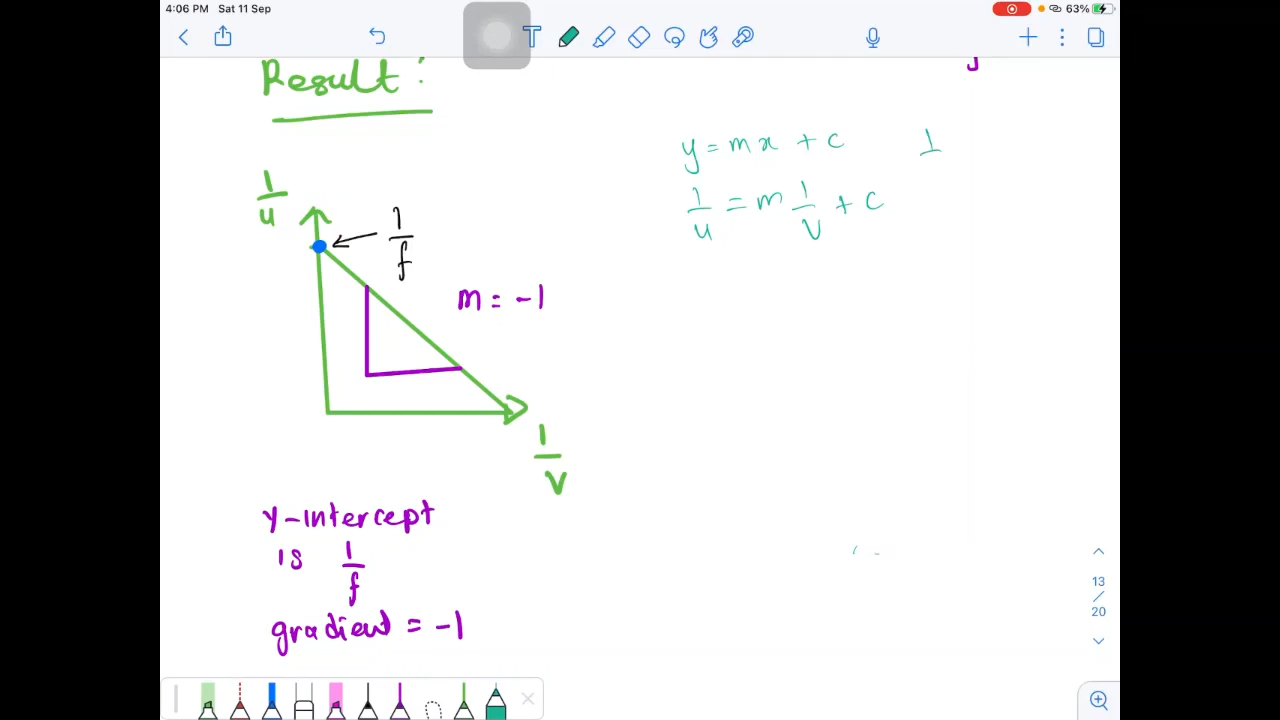 4:06 PM Sat 11 Sep
63%
T
Result:
y = mx + c
1
1/u = m 1/v + c
1/u
1/f
m = -1
1/v
y-intercept
is 1/f
gradient = -1
13
/
20